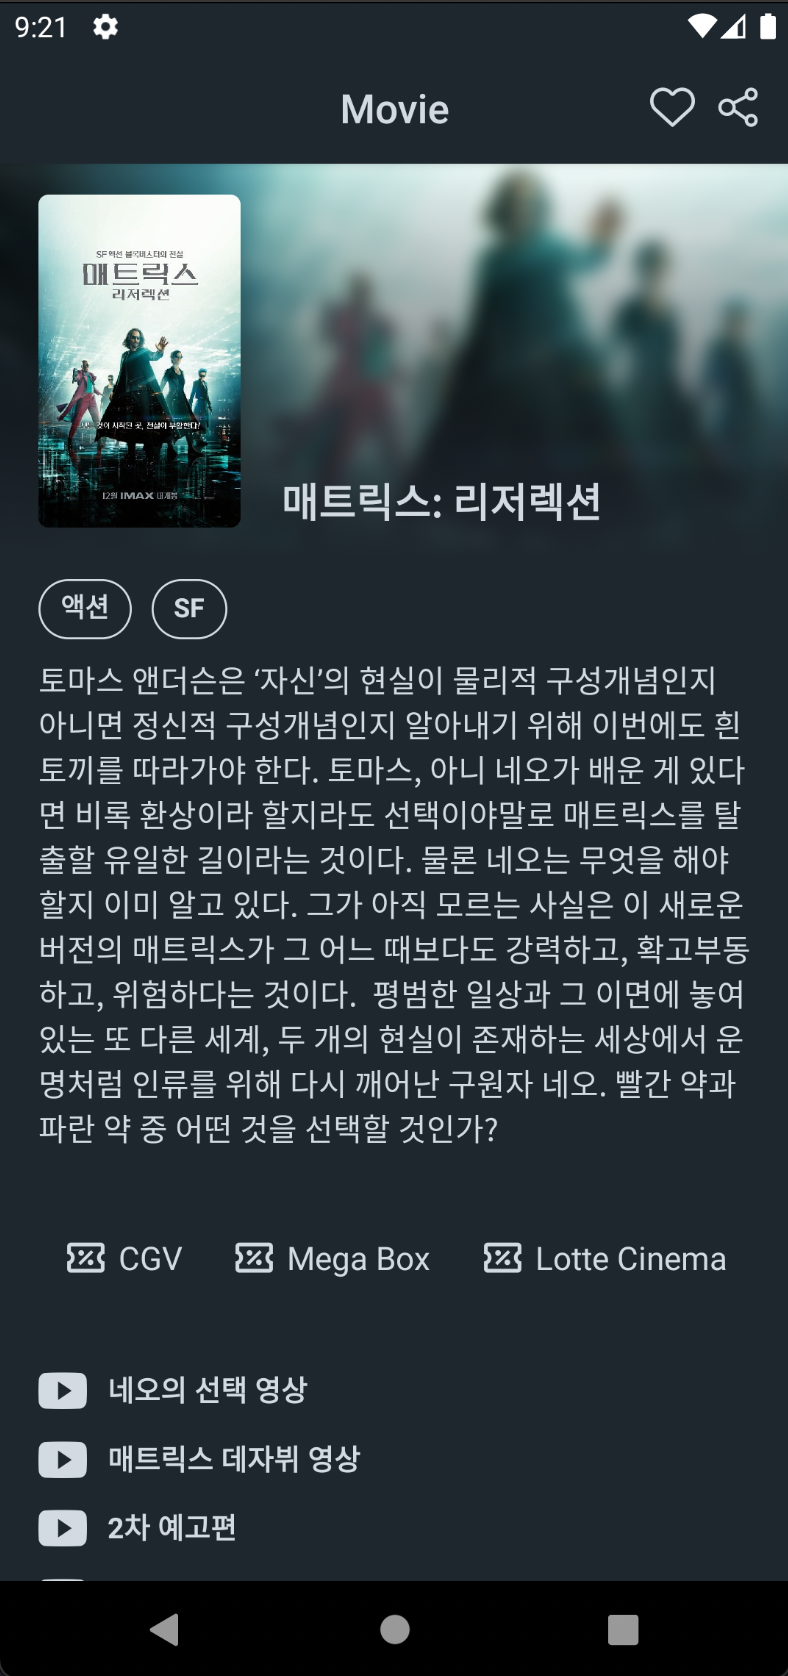 9:21
Movie
SF 액션 블록버스터의 전설
매트릭스
리저렉션
것이 시작된 곳, 전설이 부활한다!
12월 IMAX 대개봉
매트릭스: 리저렉션
액션
SF
토마스 앤더슨은 ‘자신’의 현실이 물리적 구성개념인지
아니면 정신적 구성개념인지 알아내기 위해 이번에도 흰
토끼를 따라가야 한다. 토마스, 아니 네오가 배운 게 있다
면 비록 환상이라 할지라도 선택이야말로 매트릭스를 탈
출할 유일한 길이라는 것이다. 물론 네오는 무엇을 해야
할지 이미 알고 있다. 그가 아직 모르는 사실은 이 새로운
버전의 매트릭스가 그 어느 때보다도 강력하고, 확고부동
하고, 위험하다는 것이다.  평범한 일상과 그 이면에 놓여
있는 또 다른 세계, 두 개의 현실이 존재하는 세상에서 운
명처럼 인류를 위해 다시 깨어난 구원자 네오. 빨간 약과
파란 약 중 어떤 것을 선택할 것인가?
CGV
Mega Box
Lotte Cinema
네오의 선택 영상
매트릭스 데자뷔 영상
2차 예고편